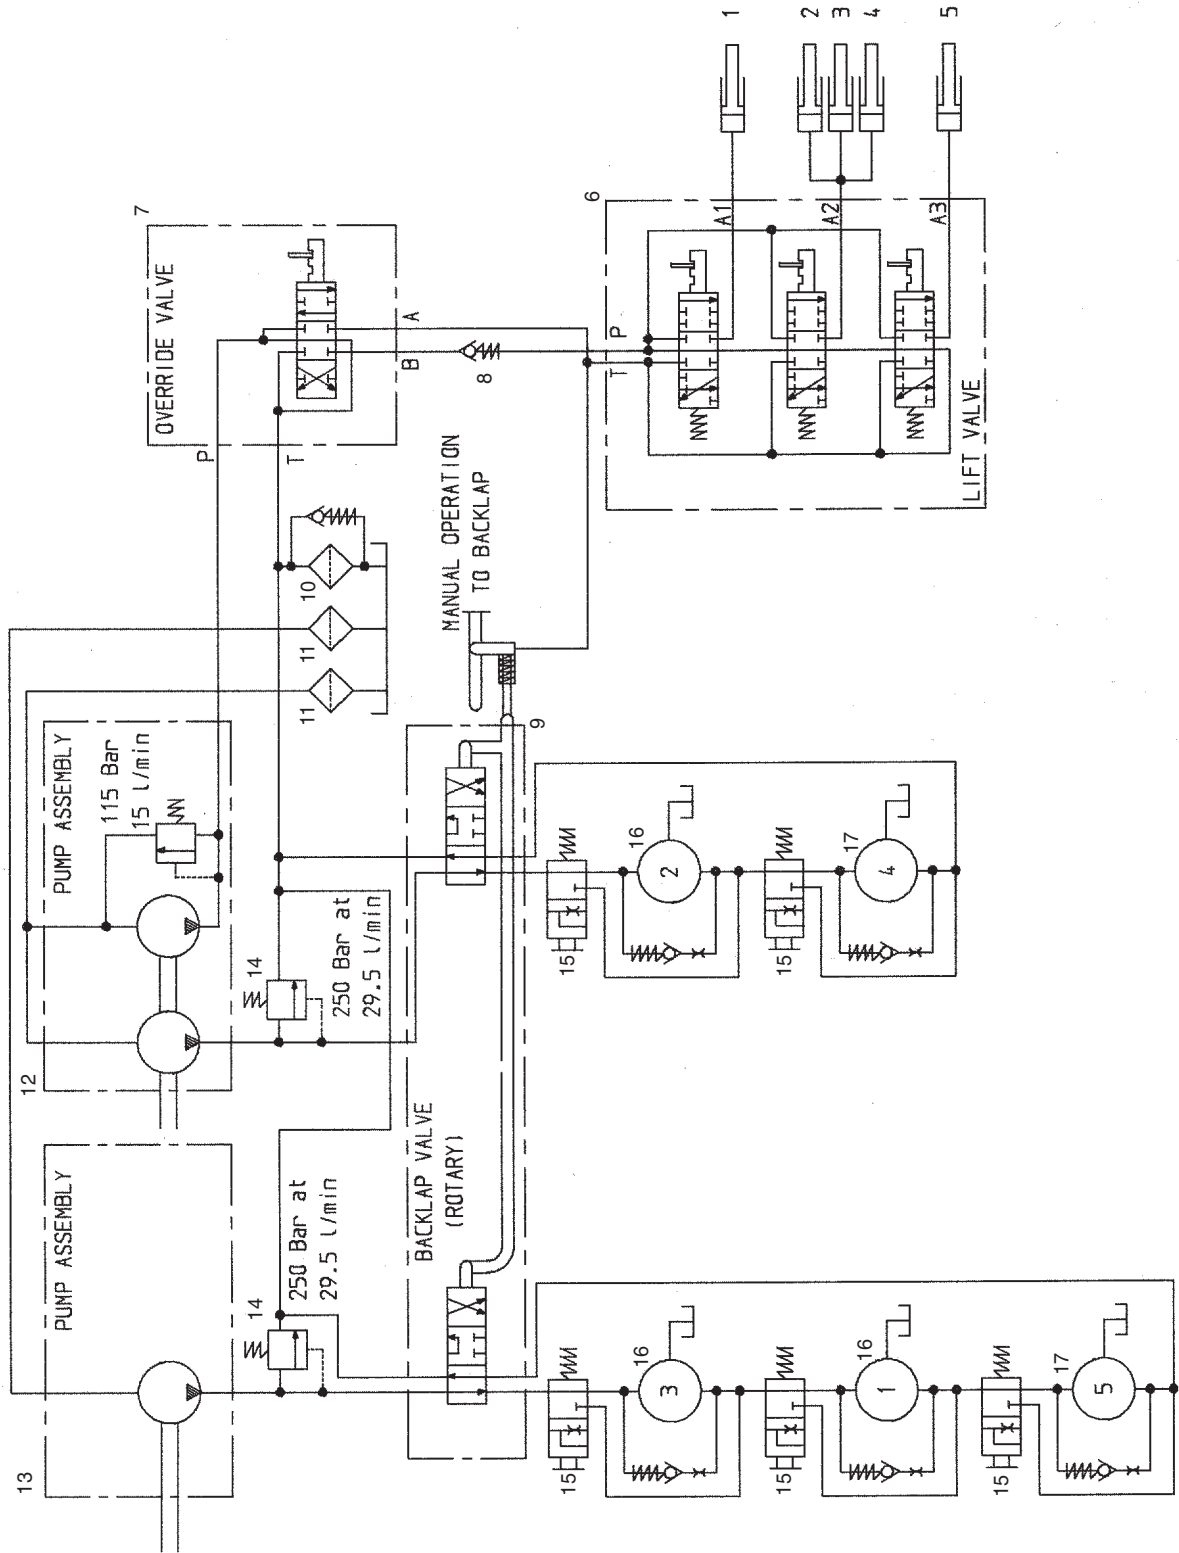 1
2
3
4
5
6
7
OVERRIDE VALVE
P
T
A
B
8
P
T
A1
A2
A3
LIFT VALVE
MANUAL OPERATION
TO BACKLAP
10
11
11
9
PUMP ASSEMBLY
115 Bar
15 l/min
12
14
250 Bar at
29.5 l/min
PUMP ASSEMBLY
13
14
250 Bar at
29.5 l/min
BACKLAP VALVE
(ROTARY)
15
16
2
15
17
4
15
16
3
15
16
1
15
17
5